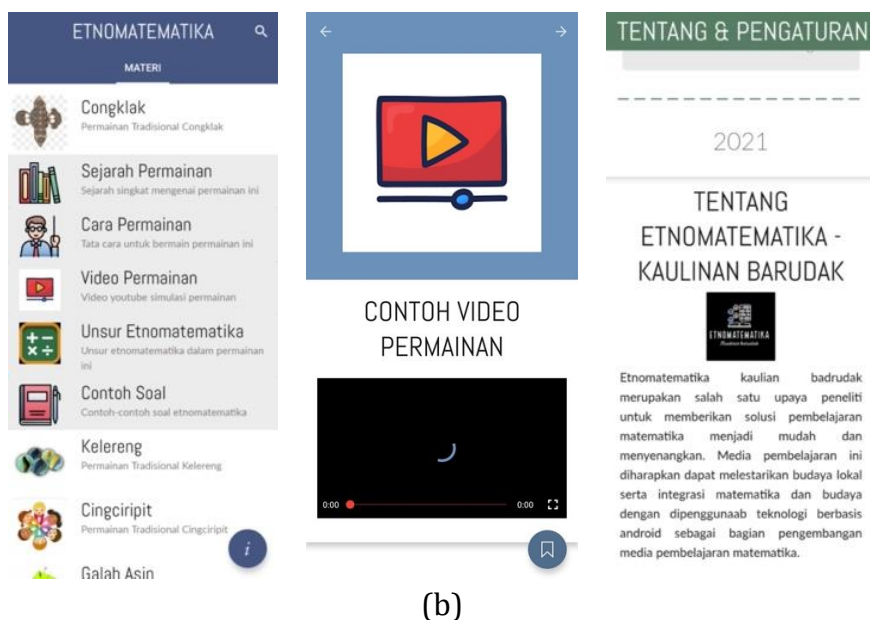 ETNOMATEMATIKA
MATERI
Congklak
Permainan Tradisional Congklak
Sejarah Permainan
Sejarah singkat mengenai permainan ini
Cara Permainan
Tata cara untuk bermain permainan ini
Video Permainan
Video youtube simulasi permainan
Unsur Etnomatematika
Unsur etnomatematika dalam permainan
ini
Contoh Soal
Contoh-contoh soal etnomatematika
Kelereng
Permainan Tradisional Kelereng
Cingciripit
Permainan Tradisional Cingciripit
i
Galah Asin
CONTOH VIDEO
PERMAINAN
0:00 0:00
TENTANG & PENGATURAN
2021
TENTANG
ETNOMATEMATIKA -
KAULINAN BARUDAK
ETNOMATEMATIKA
Kaulinan Barudak
Etnomatematika kaulian badrudak
merupakan salah satu upaya peneliti
untuk memberikan solusi pembelajaran
matematika menjadi mudah dan
menyenangkan. Media pembelajaran ini
diharapkan dapat melestarikan budaya lokal
serta integrasi matematika dan budaya
dengan dipenggunaab teknologi berbasis
android sebagai bagian pengembangan
media pembelajaran matematika.
(b)